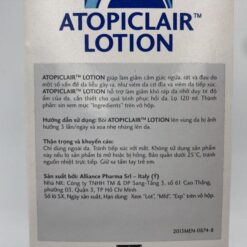 ATOPICLAIR™
LOTION
ATOPICLAIR™ LOTION giúp làm giảm cảm giác ngứa, rát và đau do
một số vấn đề da liễu gây ra, như viêm da cơ địa và viêm da tiếp xúc.
ATOPICLAIR™ LOTION hỗ trợ làm giảm khô ráp da nhờ duy trì độ
ẩm của da, cần thiết cho quá trình phục hồi da. Lọ 120 ml. Thành
phần: xin xem mục "Ingredients" trên vỏ hộp.
Hướng dẫn sử dụng: Bôi ATOPICLAIR™ LOTION lên vùng da bị ảnh
hưởng 3 lần/ngày và xoa nhẹ nhàng lên da.
Thận trọng và khuyến cáo:
Chỉ dùng ngoài da. Tránh tiếp xúc với mắt. Không sử dụng sản phẩm
này nếu sản phẩm bị mở hoặc bị hỏng. Bảo quản dưới 25°C, tránh
nguồn nhiệt trực tiếp. Giữ xa tầm tay trẻ em.
Sản xuất bởi: Alliance Pharma Srl - Italy (Ý)
Nhà NK: Công ty TNHH TM & DP Sang-Tầng 3, số 61 Cao Thắng,
phường 03, Quận 3, TP Hồ Chí Minh
Số lô SX, Ngày sản xuất, Hạn dùng: Xem "Lot", "Mfd", "Exp" trên vỏ hộp.
2015MEN-0874-8